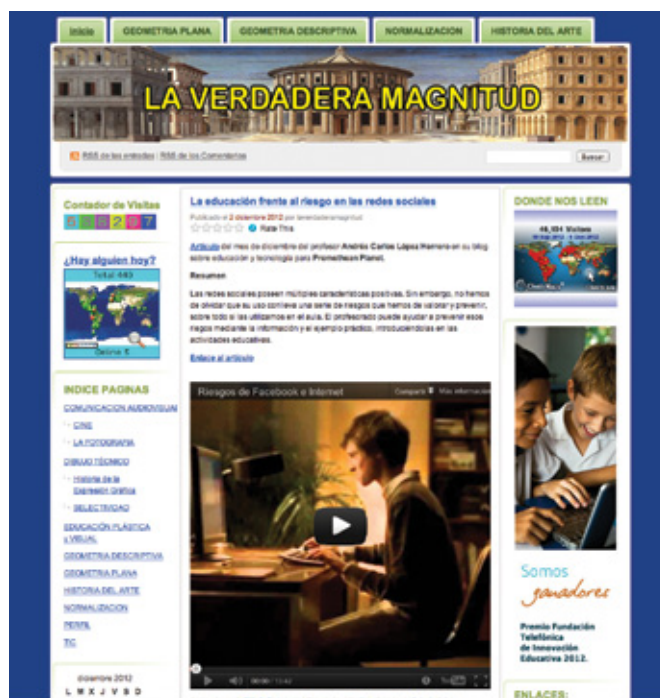 Inicio
GEOMETRIA PLANA
GEOMETRIA DESCRIPTIVA
NORMALIZACION
HISTORIA DEL ARTE
LA VERDADERA MAGNITUD
RSS de las entradas | RSS de los Comentarios
Buscar
Contador de Visitas
¿Hay alguien hoy?
Total 443
Online 5
INDICE PAGINAS
COMUNICACION AUDIOVISUAL
CINE
LA FOTOGRAFIA
DIBUJO TÉCNICO
Historia de la
Expresión Gráfica
SELECTIVIDAD
EDUCACIÓN PLÁSTICA
y VISUAL
GEOMETRIA DESCRIPTIVA
GEOMETRIA PLANA
HISTORIA DEL ARTE
NORMALIZACION
PERFIL
TIC
diciembre 2012
L M X J V S D
La educación frente al riesgo en las redes sociales
Publicado el 2 diciembre 2012 por laverdaderamagnitud
Rate This
Artículo del mes de diciembre del profesor Andrés Carlos López Herrero en su blog
sobre educación y tecnología para Promethean Planet.
Resumen
Las redes sociales poseen múltiples características positivas. Sin embargo, no hemos
de olvidar que su uso conlleva una serie de riesgos que hemos de valorar y prevenir,
sobre todo si las utilizamos en el aula. El profesorado puede ayudar a prevenir esos
riegos mediante la información y el ejemplo práctico, introduciéndolas en las
actividades educativas.
Enlace al artículo
Riesgos de Facebook e Internet
Compartir
Más información
00:00 / 13:42
DONDE NOS LEEN
Somos
ganadores
Premio Fundación
Telefónica
de Innovación
Educativa 2012.
ENLACES: